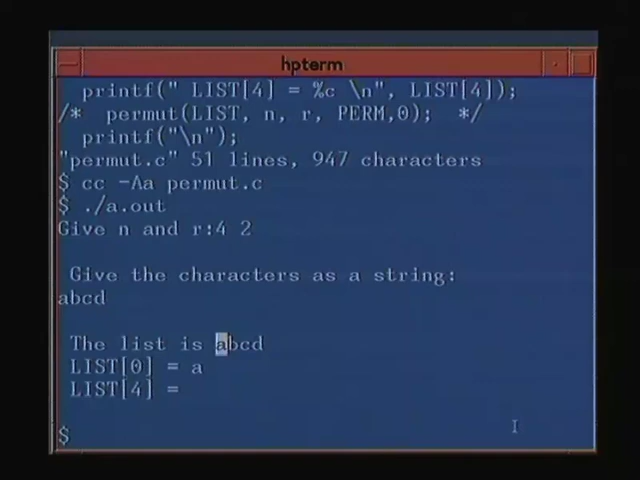 hpterm
printf(" LIST[4] = %c \n", LIST[4]);
/*  permut(LIST, n, r, PERM,0);  */
printf("\n");
"permut.c" 51 lines, 947 characters
$ cc -Aa permut.c
$ ./a.out
Give n and r:4 2
Give the characters as a string:
abcd
The list is abcd
LIST[0] = a
LIST[4] =
$